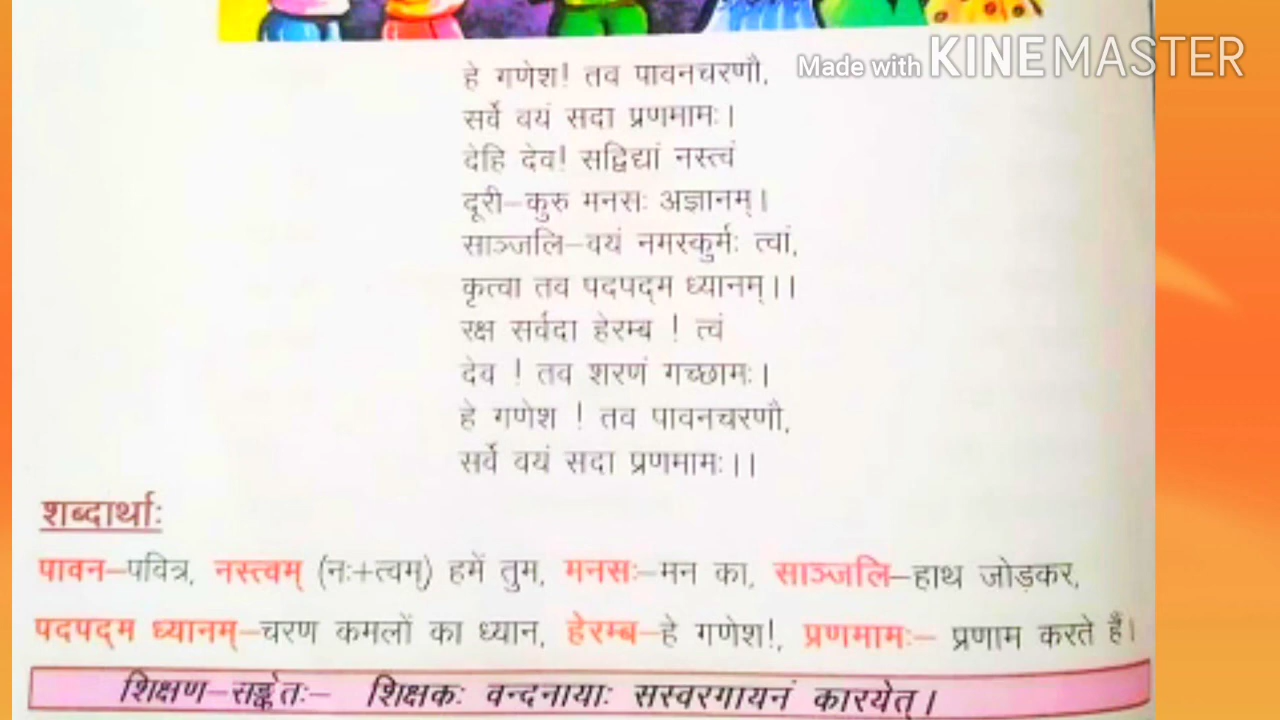 Made with KINEMASTER
हे गणेश! तव पावनचरणौ,
सर्वे वयं सदा प्रणमामः।
देहि देव! सद्विद्यां नस्त्वं
दूरी–कुरु मनसः अज्ञानम्।
साञ्जलि–वयं नमस्कुर्मः त्वां,
कृत्वा तव पदपद्म ध्यानम्।।
रक्ष सर्वदा हेरम्ब ! त्वं
देव ! तव शरणं गच्छामः।
हे गणेश ! तव पावनचरणौ,
सर्वे वयं सदा प्रणमामः।।
शब्दार्थाः
पावन–पवित्र, नस्त्वम् (नः+त्वम्) हमें तुम, मनसः–मन का, साञ्जलि–हाथ जोड़कर,
पदपद्म ध्यानम्–चरण कमलों का ध्यान, हेरम्ब–हे गणेश!, प्रणमामः– प्रणाम करते हैं।
शिक्षण–सङ्केतः– शिक्षकः वन्दनायाः सस्वरगायनं कारयेत्।